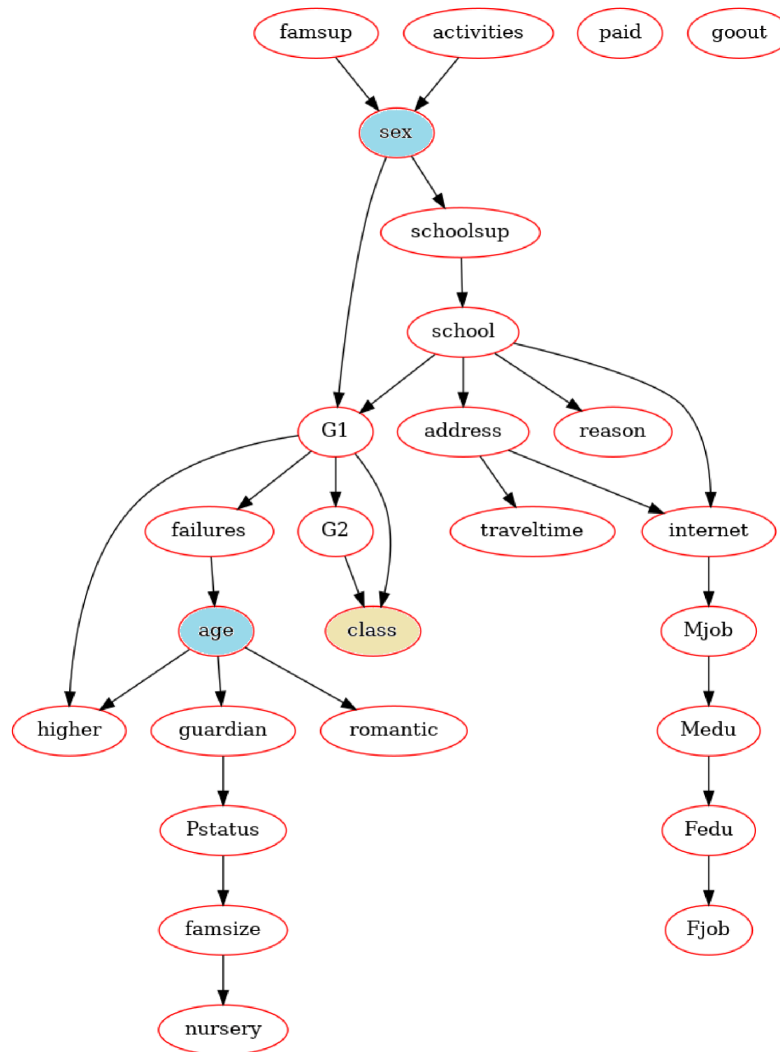 famsup
activities
paid
goout
sex
schoolsup
school
G1
address
reason
failures
G2
traveltime
internet
age
class
Mjob
higher
guardian
romantic
Medu
Pstatus
Fedu
famsize
Fjob
nursery